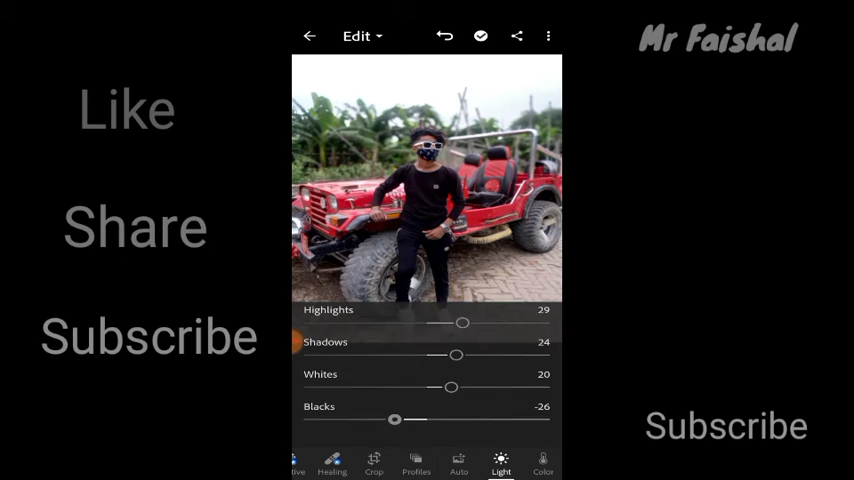 Edit
Mr Faishal
Like
Share
Subscribe
Highlights 29
Shadows 24
Whites 20
Blacks -26
tive
Healing
Crop
Profiles
Auto
Light
Color
Subscribe